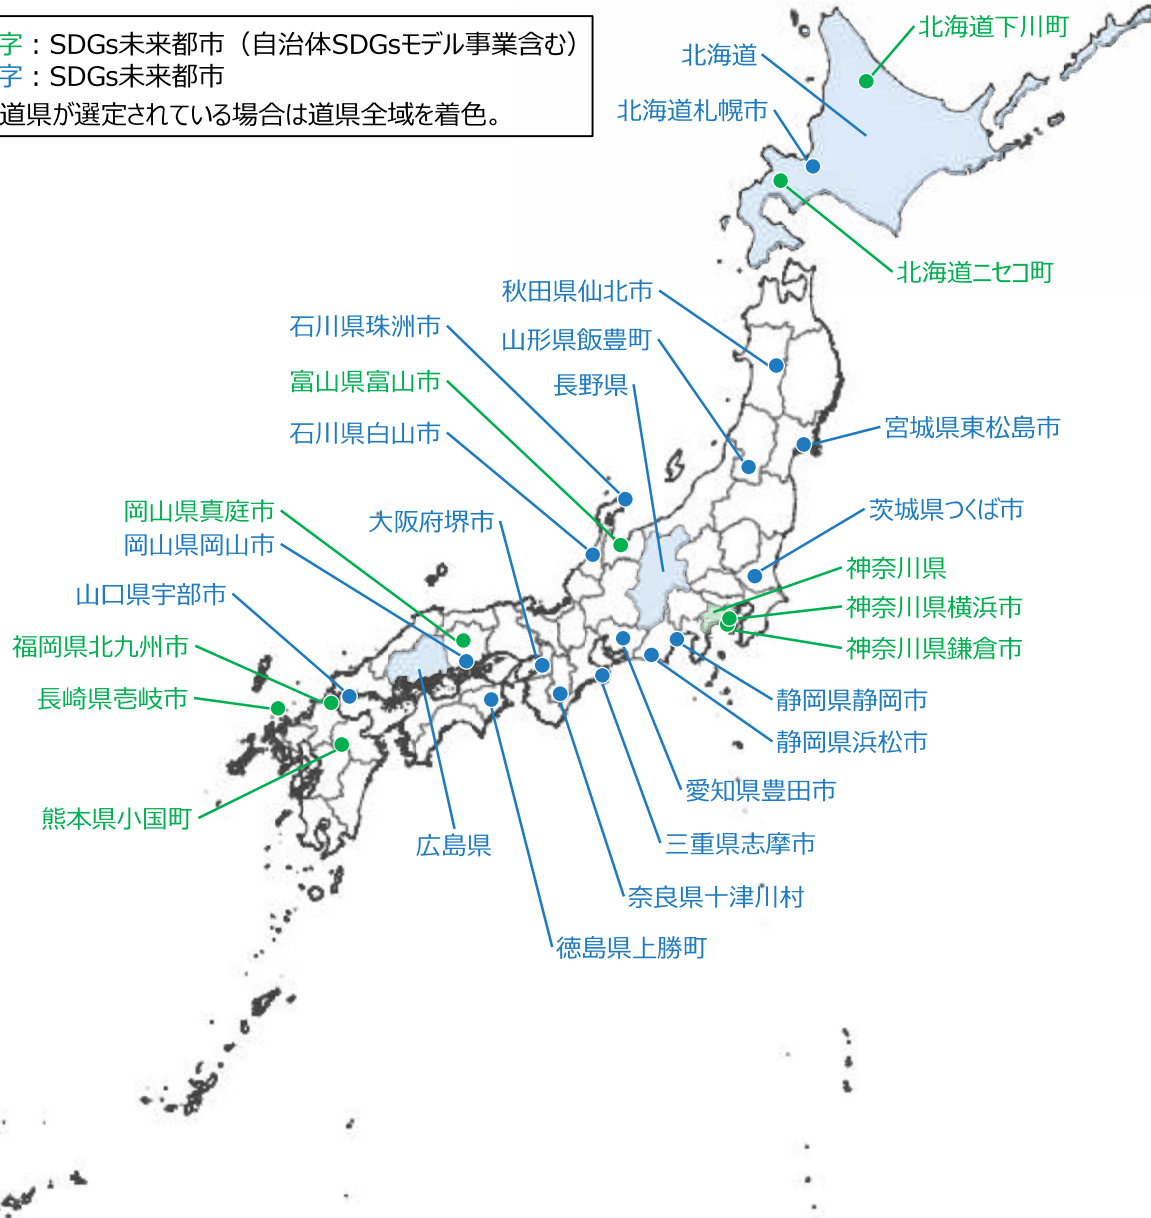 字：SDGs未来都市（自治体SDGsモデル事業含む）
字：SDGs未来都市
道県が選定されている場合は道県全域を着色。
北海道下川町
北海道
北海道札幌市
北海道ニセコ町
秋田県仙北市
石川県珠洲市
山形県飯豊町
富山県富山市
長野県
石川県白山市
宮城県東松島市
岡山県真庭市
大阪府堺市
茨城県つくば市
岡山県岡山市
神奈川県
山口県宇部市
神奈川県横浜市
福岡県北九州市
神奈川県鎌倉市
長崎県壱岐市
静岡県静岡市
静岡県浜松市
愛知県豊田市
熊本県小国町
広島県
三重県志摩市
奈良県十津川村
徳島県上勝町